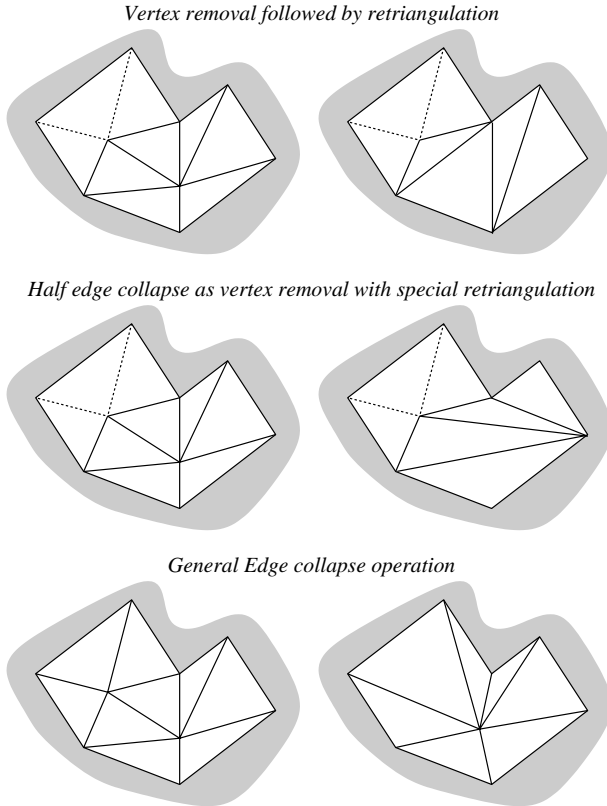 Vertex removal followed by retriangulation
Half edge collapse as vertex removal with special retriangulation
General Edge collapse operation